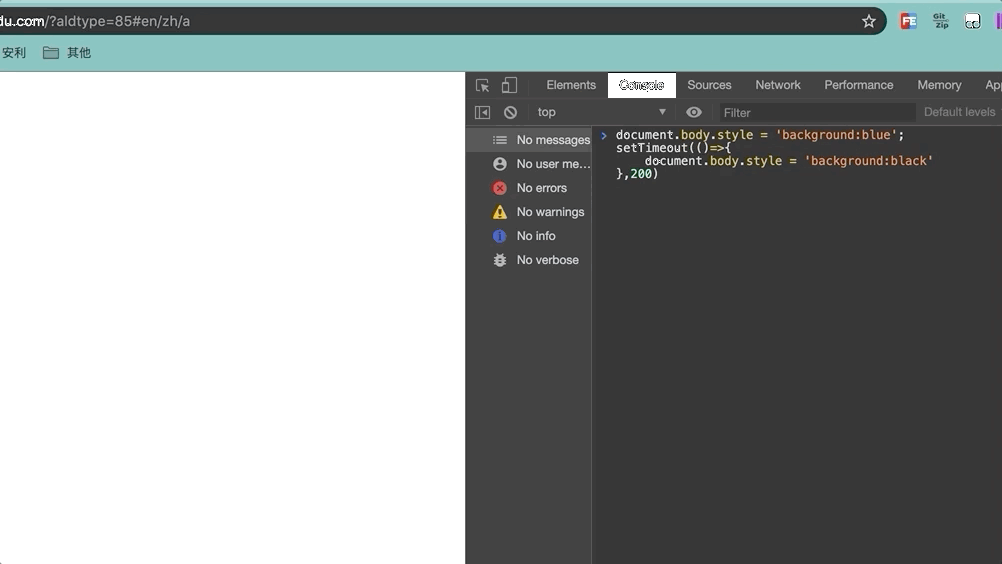 du.com/?aldtype=85#en/zh/a
FE
Git Zip
安利 其他
Elements Console Sources Network Performance Memory Ap
top Filter Default levels
No messages
No user me...
No errors
No warnings
No info
No verbose
document.body.style = 'background:blue';
setTimeout(()=>{
document.body.style = 'background:black'
},200)